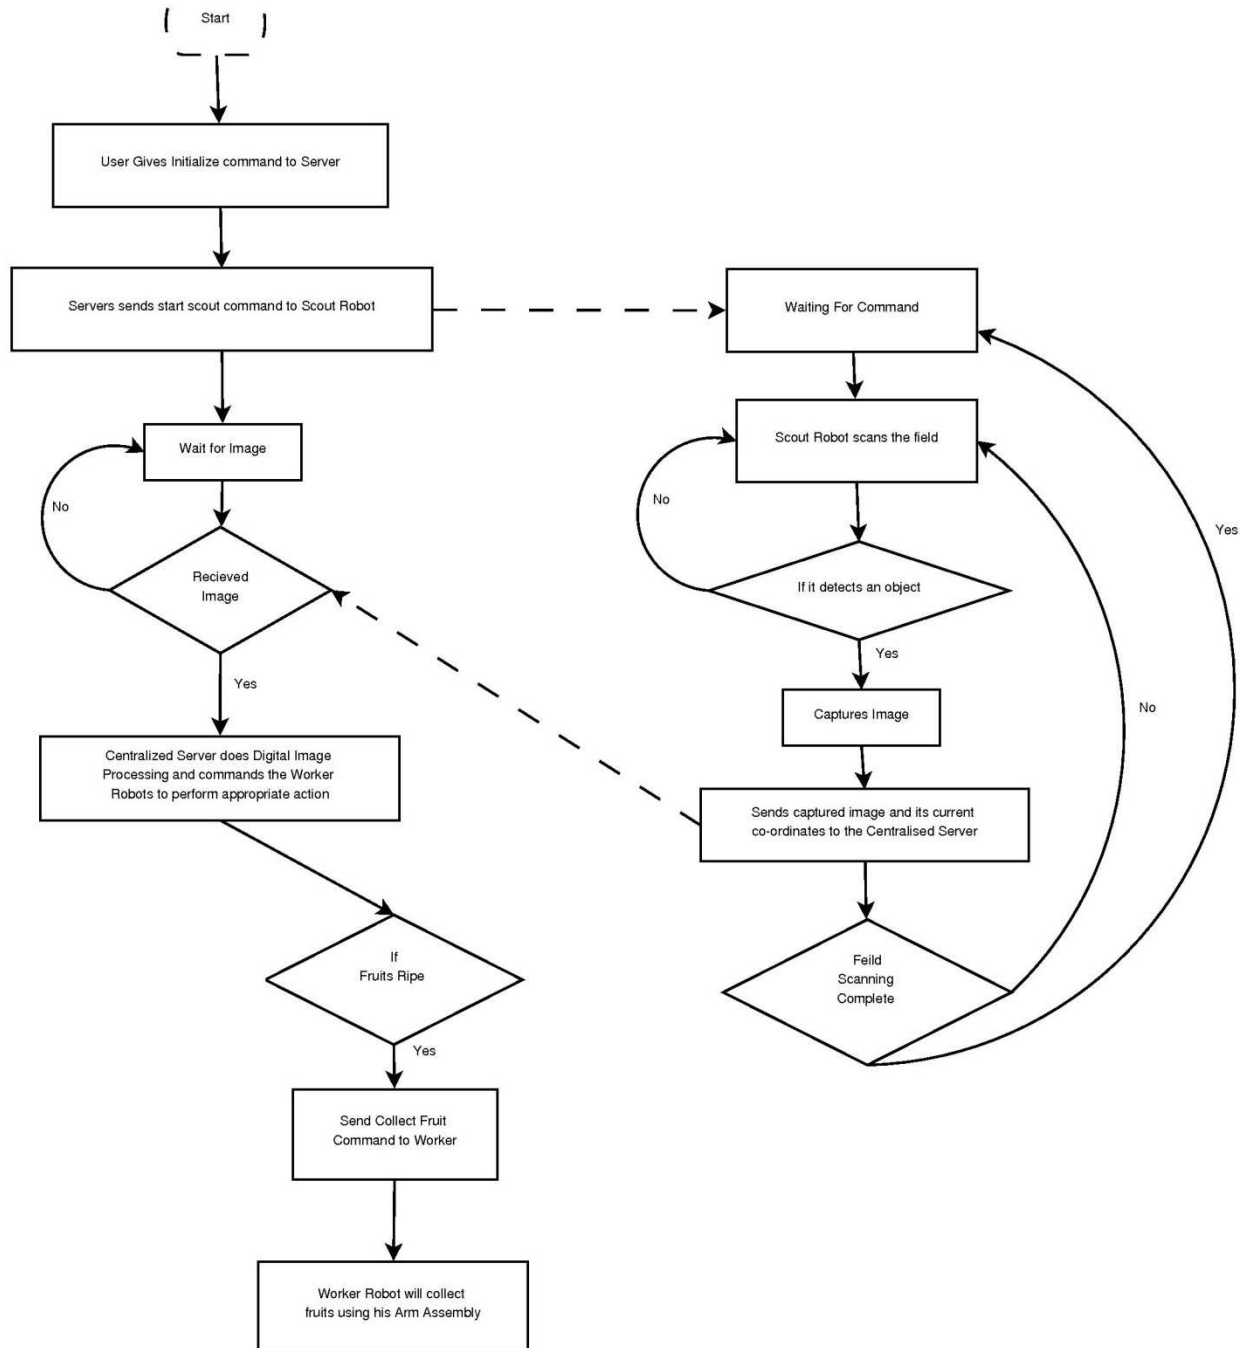 Start
User Gives Initialize command to Server
Servers sends start scout command to Scout Robot
Waiting For Command
Wait for Image
Scout Robot scans the field
No
No
Yes
Recieved
Image
If it detects an object
Yes
Yes
Captures Image
No
Centralized Server does Digital Image
Processing and commands the Worker
Robots to perform appropriate action
Sends captured image and its current
co-ordinates to the Centralised Server
If
Fruits Ripe
Feild
Scanning
Complete
Yes
Send Collect Fruit
Command to Worker
Worker Robot will collect
fruits using his Arm Assembly